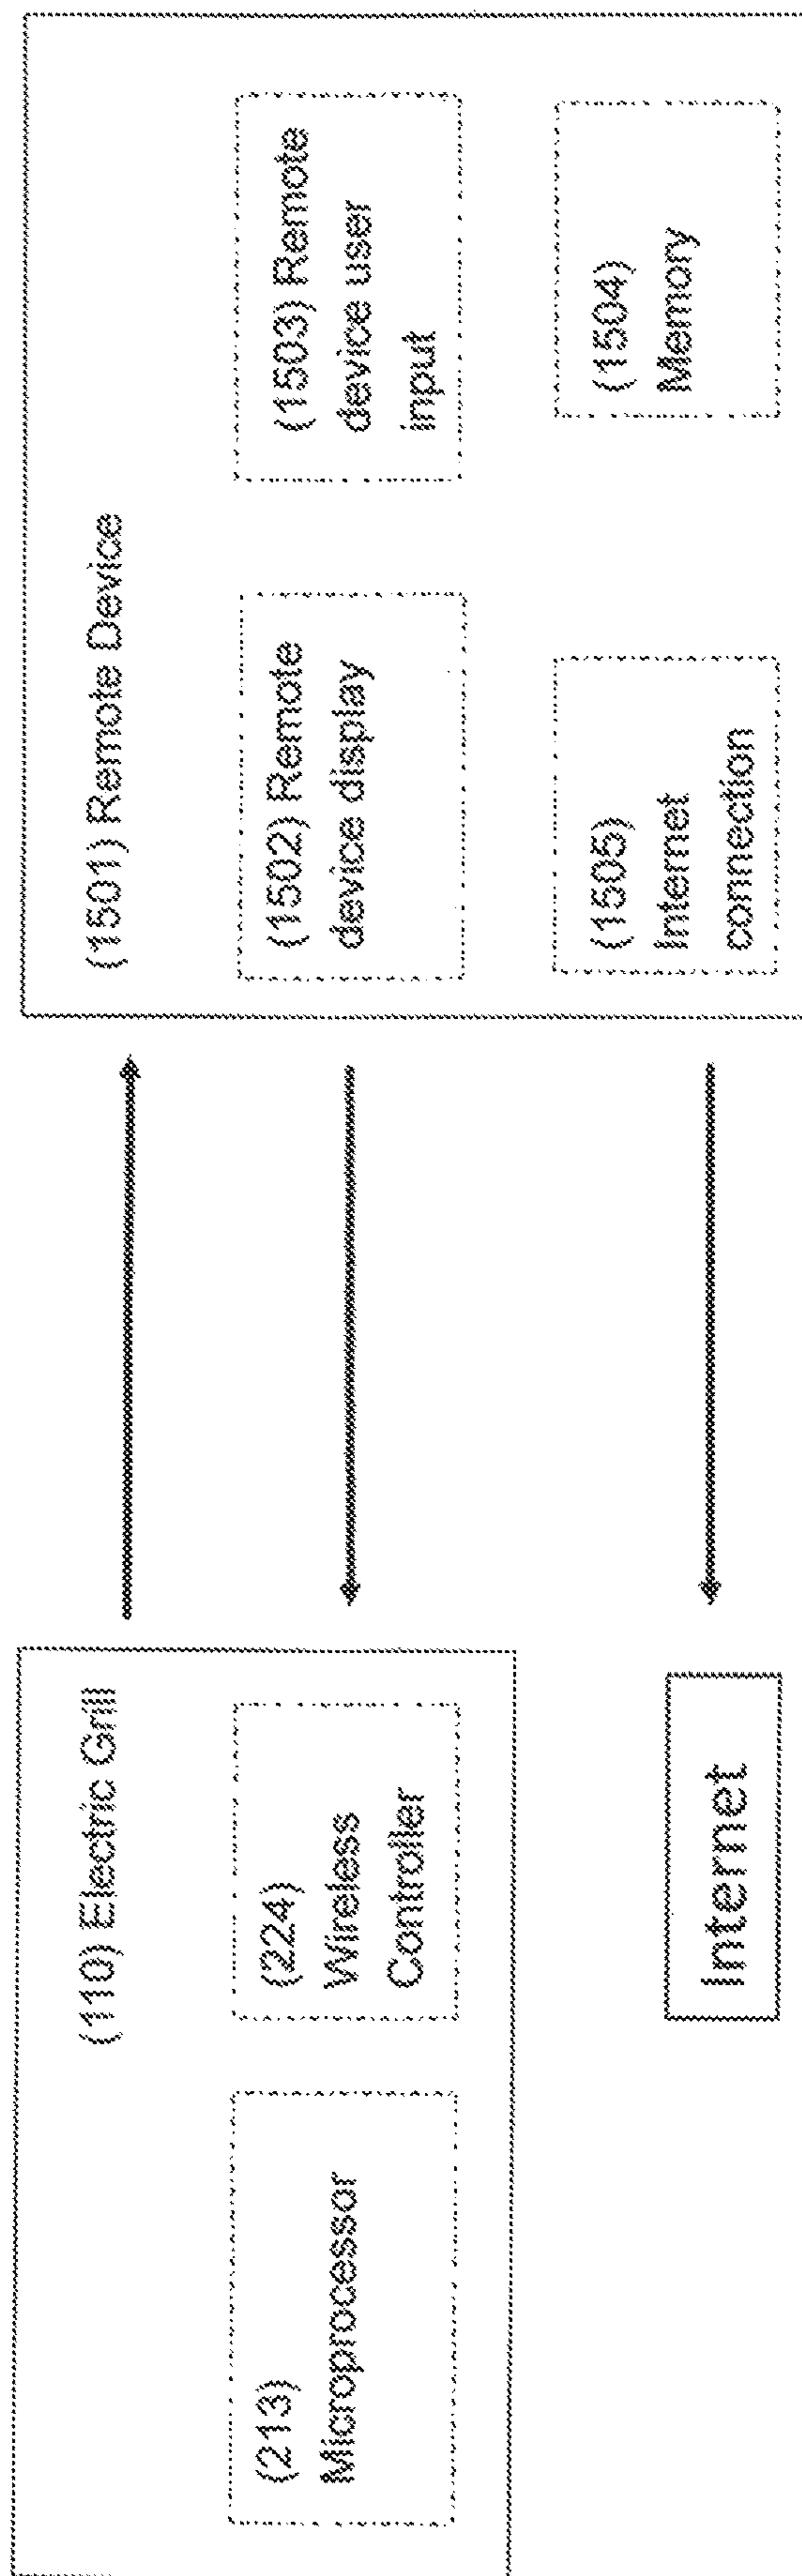 (110) Electric Grill
(213)
Microprocessor
(224)
Wireless
Controller
Internet
(1501) Remote Device
(1502) Remote
device display
(1503) Remote
device user
input
(1505)
Internet
connection
(1504)
Memory